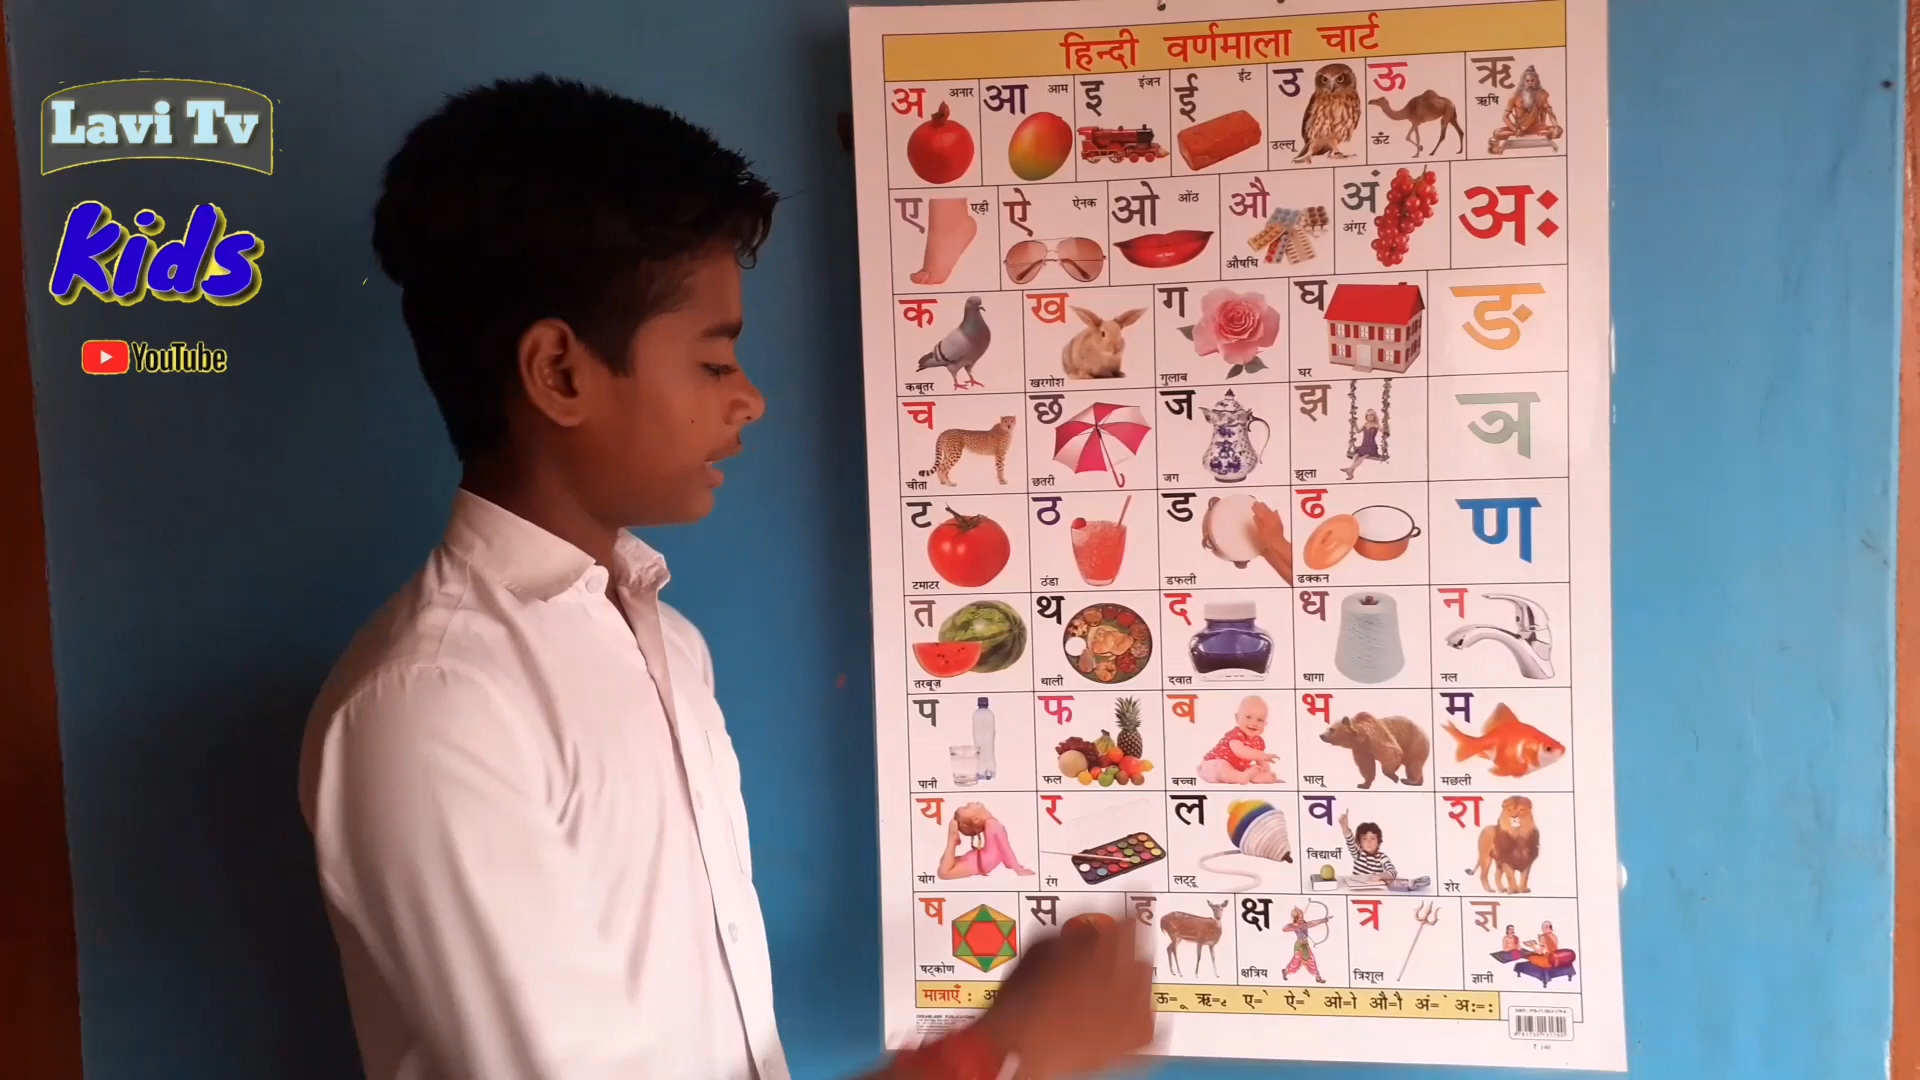 Lavi Tv
Kids
YouTube
हिन्दी वर्णमाला चार्ट
अ अनार आ आम इ इंजन ई ईट उ उल्लू ऊ ऊँट ऋ ऋषि
ए एड़ी ऐ ऐनक ओ ओंठ औ औषधि अं अंगूर अः
क कबूतर ख खरगोश ग गुलाब घ घर ङ
च चीता छ छतरी ज जग झ झूला ञ
ट टमाटर ठ ठंडा ड डफली ढ ढक्कन ण
त तरबूज़ थ थाली द दवात ध धागा न नल
प पानी फ फल ब बच्चा भ भालू म मछली
य योग र रंग ल लट्टू व विद्यार्थी श शेर
ष षट्कोण स ह क्ष क्षत्रिय त्र त्रिशूल ज्ञ ज्ञानी
मात्राएँ : अ ऊ=ू ऋ=ृ ए=े ऐ=ै ओ=ो औ=ौ अं=ं अः=ः